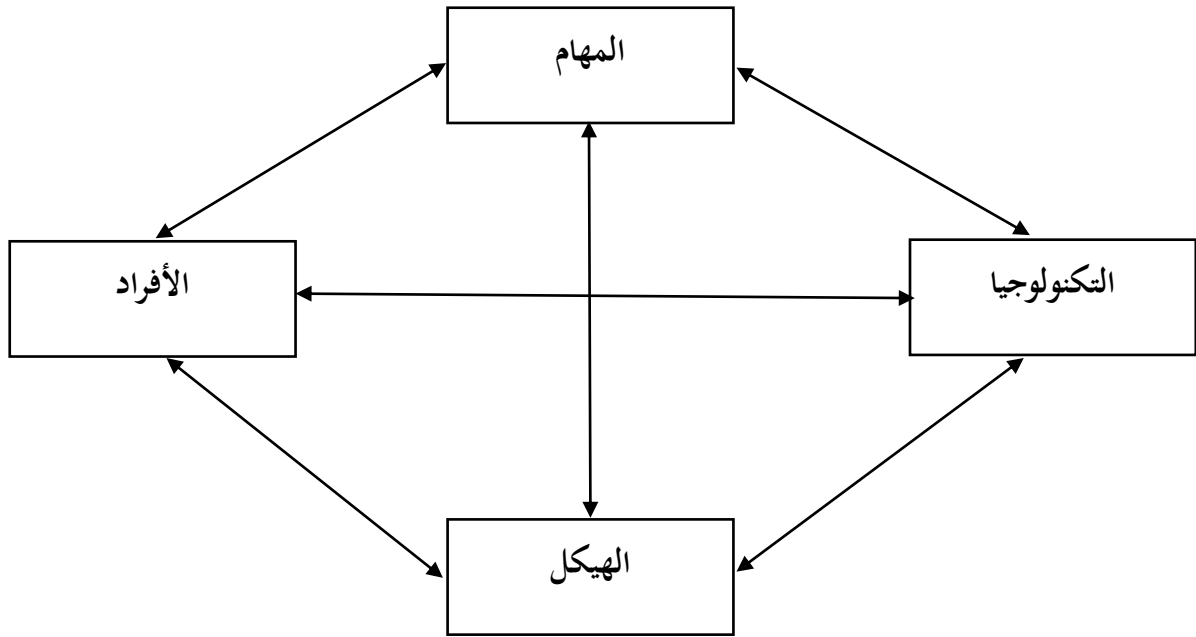 المهام
التكنولوجيا
الأفراد
الهيكل